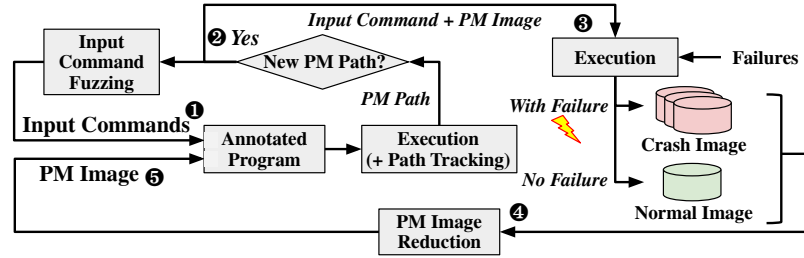 Input Command + PM Image
❸
Input
Command
Fuzzing
❷ Yes
New PM Path?
Execution
Failures
PM Path
With Failure
❶
Input Commands
Annotated
Program
Execution
(+ Path Tracking)
Crash Image
PM Image ❺
No Failure
Normal Image
PM Image
Reduction
❹